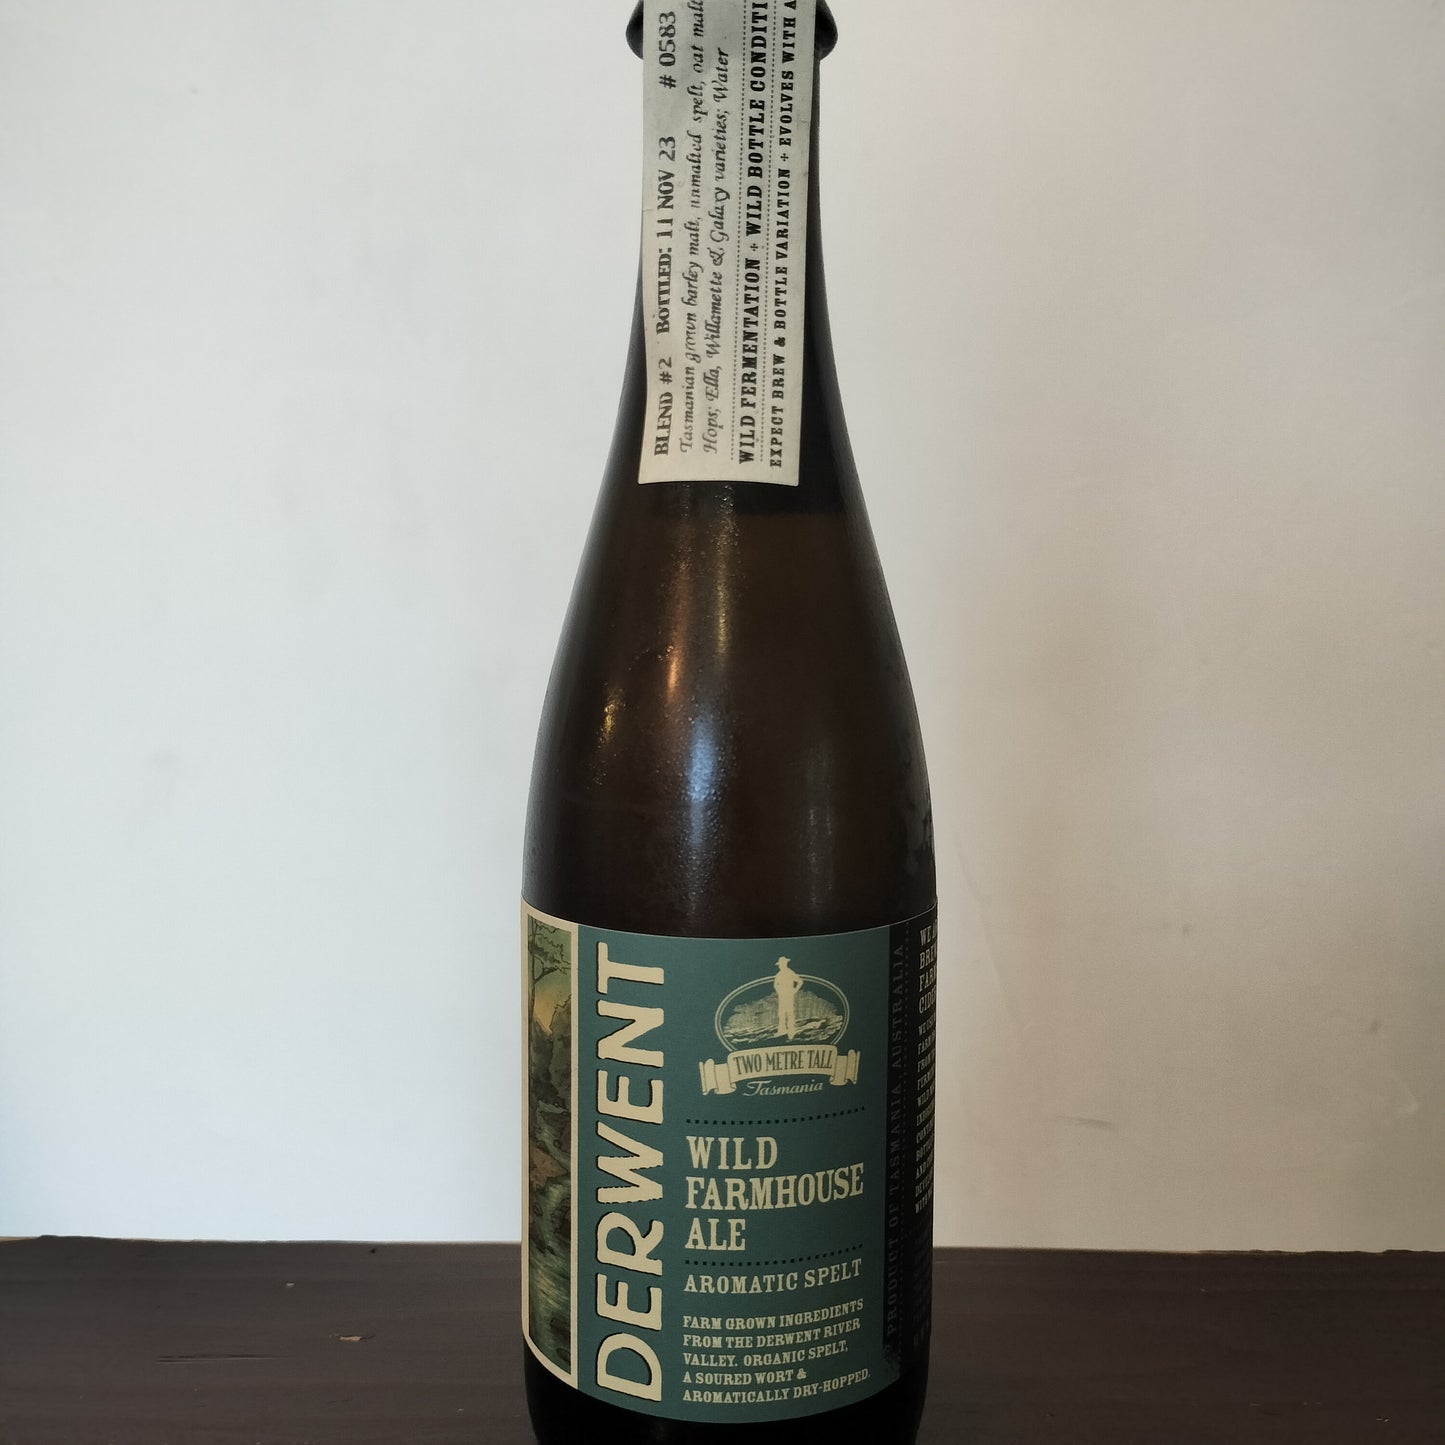 BLEND #2 BOTTLED: 11 NOV 23 # 0583
Tasmanian grown barley malt, unmalted spelt, oat malt
Hops; Ella, Willamette & Galaxy varieties; Water
WILD FERMENTATION + WILD BOTTLE CONDITI
EXPECT BREW & BOTTLE VARIATION + EVOLVES WITH A
DERWENT
TWO METRE TALL
Tasmania
WILD
FARMHOUSE
ALE
AROMATIC SPELT
FARM GROWN INGREDIENTS
FROM THE DERWENT RIVER
VALLEY. ORGANIC SPELT,
A SOURED WORT &
AROMATICALLY DRY-HOPPED.
PRODUCT OF TASMANIA AUSTRALIA